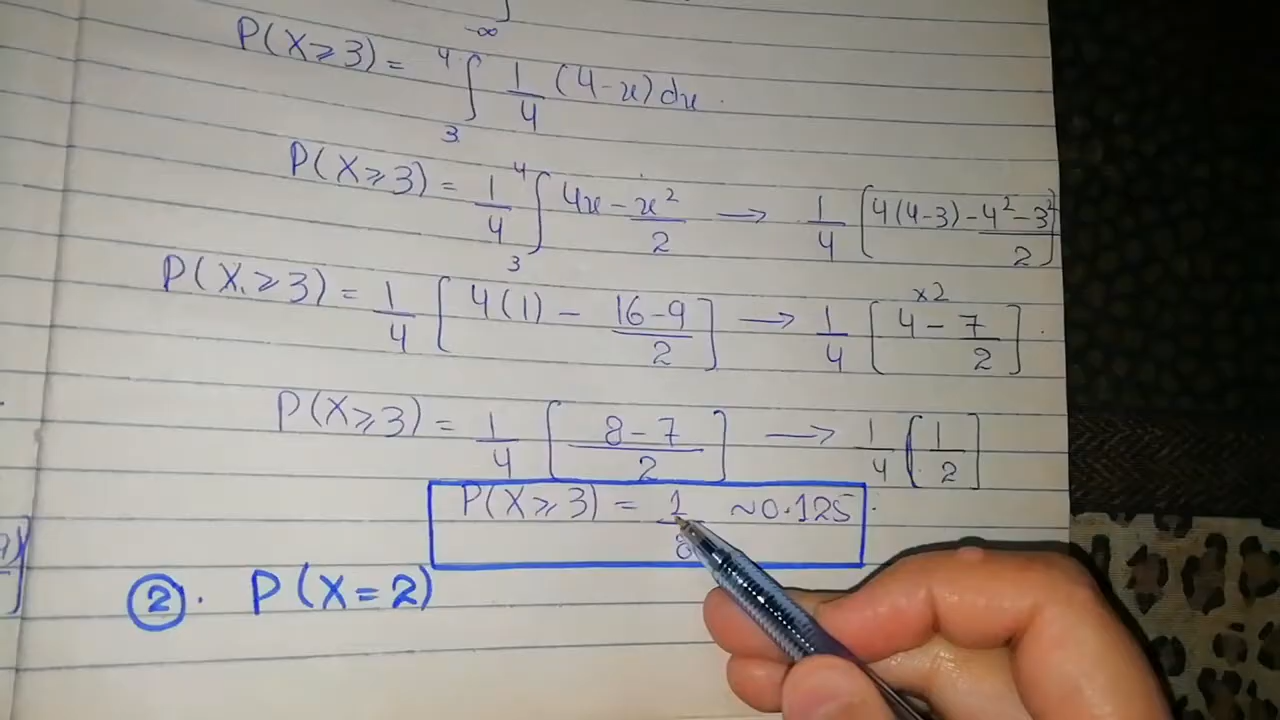 -∞
P(X⩾3) = ∫₃⁴ 1/4 (4-x) dx.
P(X⩾3) = 1/4 ∫₃⁴ 4x - x²/2 → 1/4 [4(4-3) - 4²-3²/2]
P(X⩾3) = 1/4 [4(1) - 16-9/2] → 1/4 [4 - 7/2] ×2
P(X⩾3) = 1/4 [8-7/2] → 1/4 [1/2]
P(X⩾3) = 1/8 ~0.125
②. P(X=2)